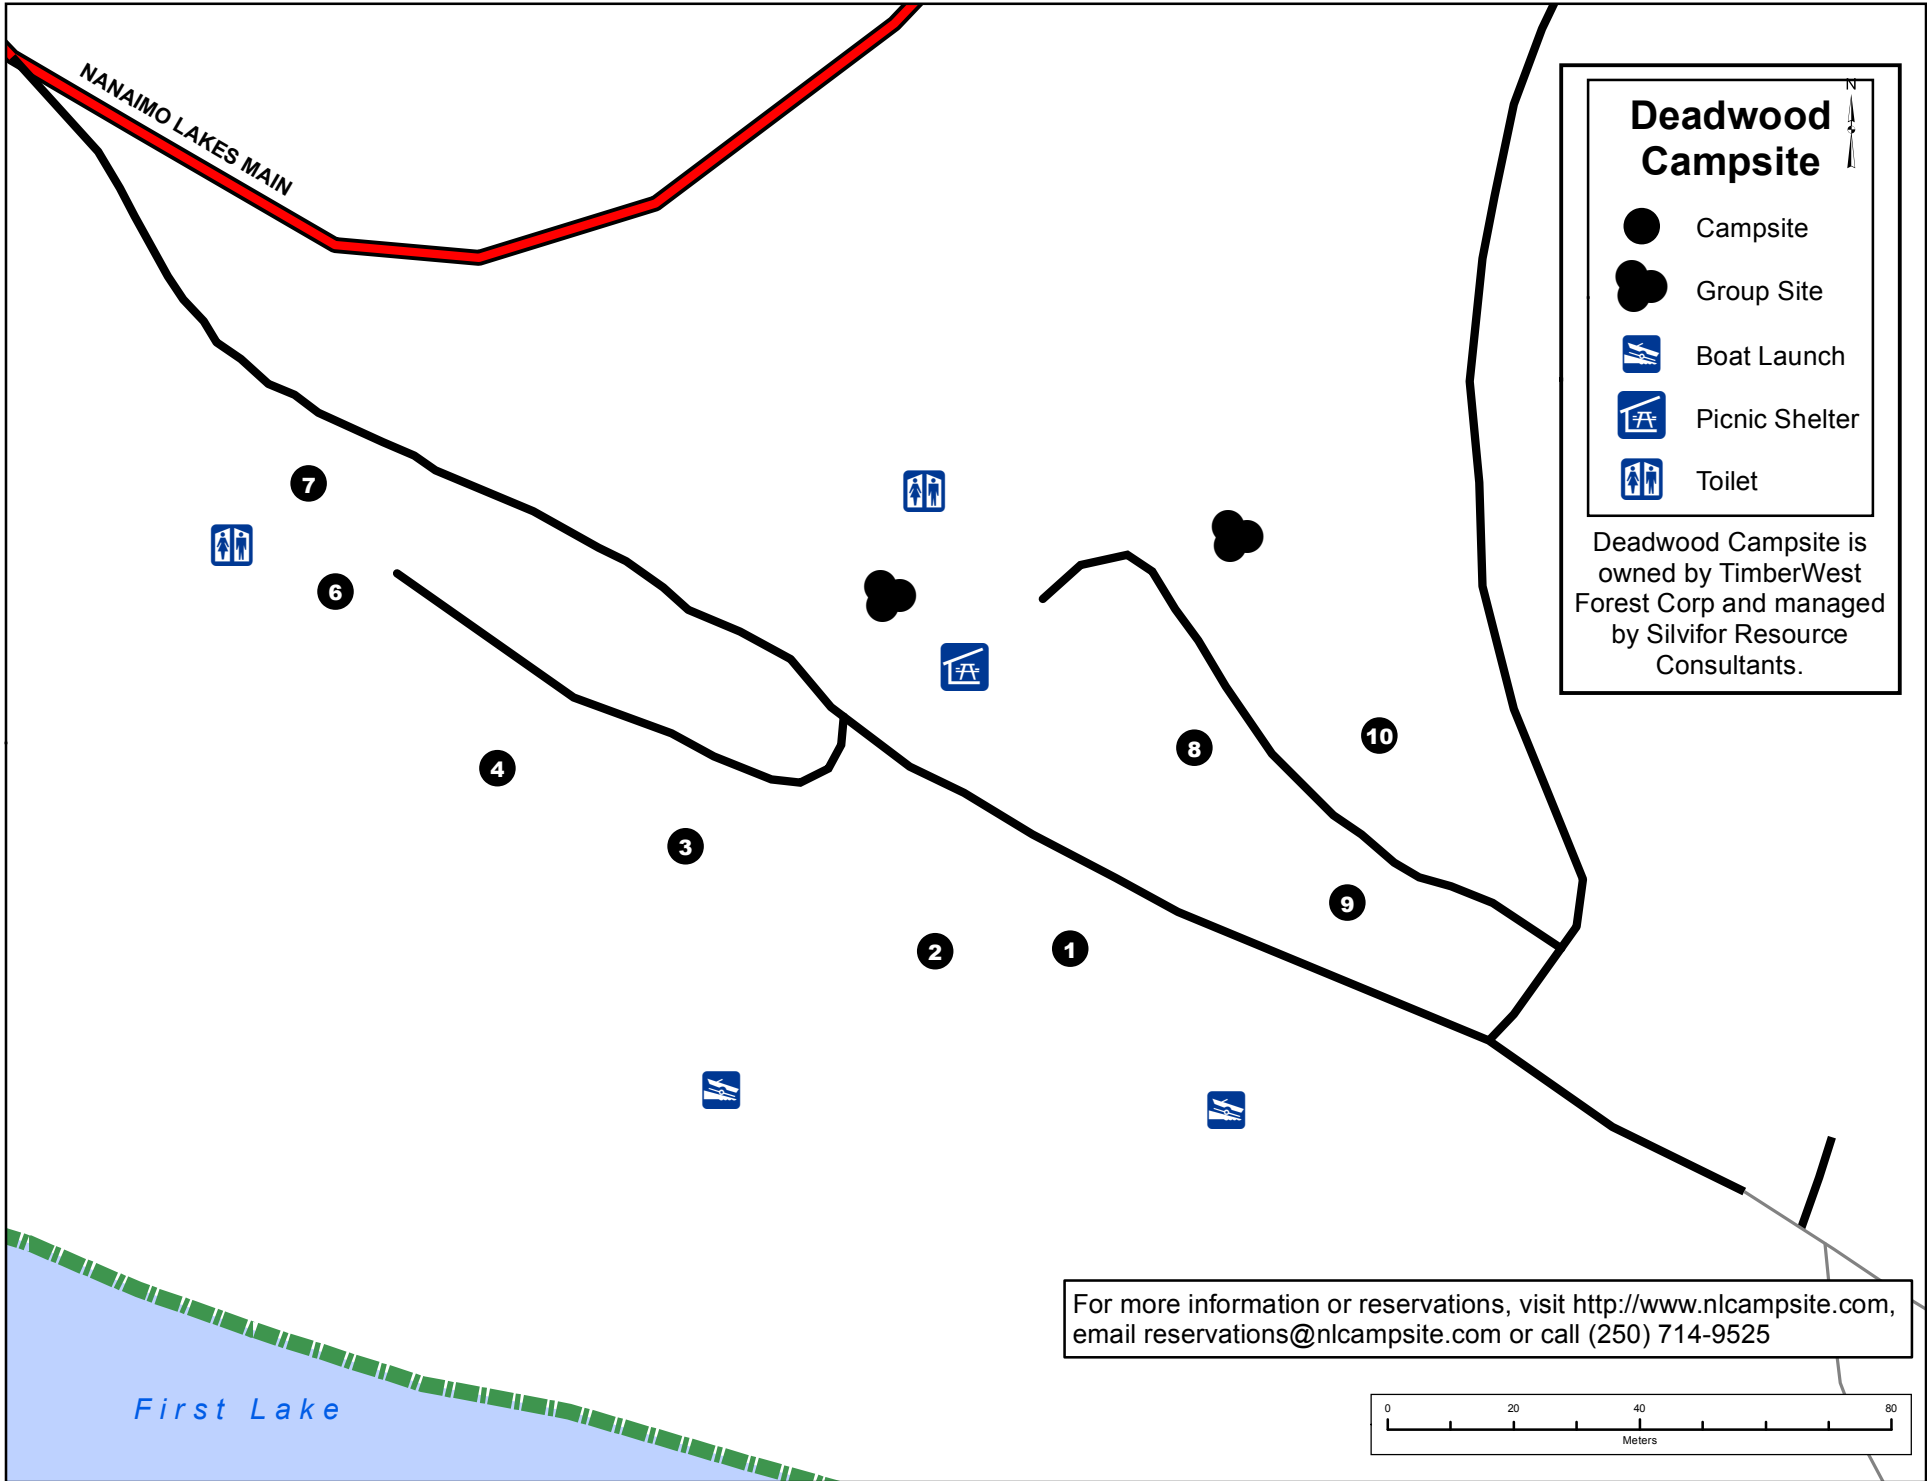 NANAIMO LAKES MAIN
N
Deadwood
Campsite
Campsite
Group Site
Boat Launch
Picnic Shelter
Toilet
Deadwood Campsite is
owned by TimberWest
Forest Corp and managed
by Silvifor Resource
Consultants.
7
6
4
3
2
1
8
10
9
For more information or reservations, visit http://www.nlcampsite.com,
email reservations@nlcampsite.com or call (250) 714-9525
First Lake
0 20 40 80
Meters